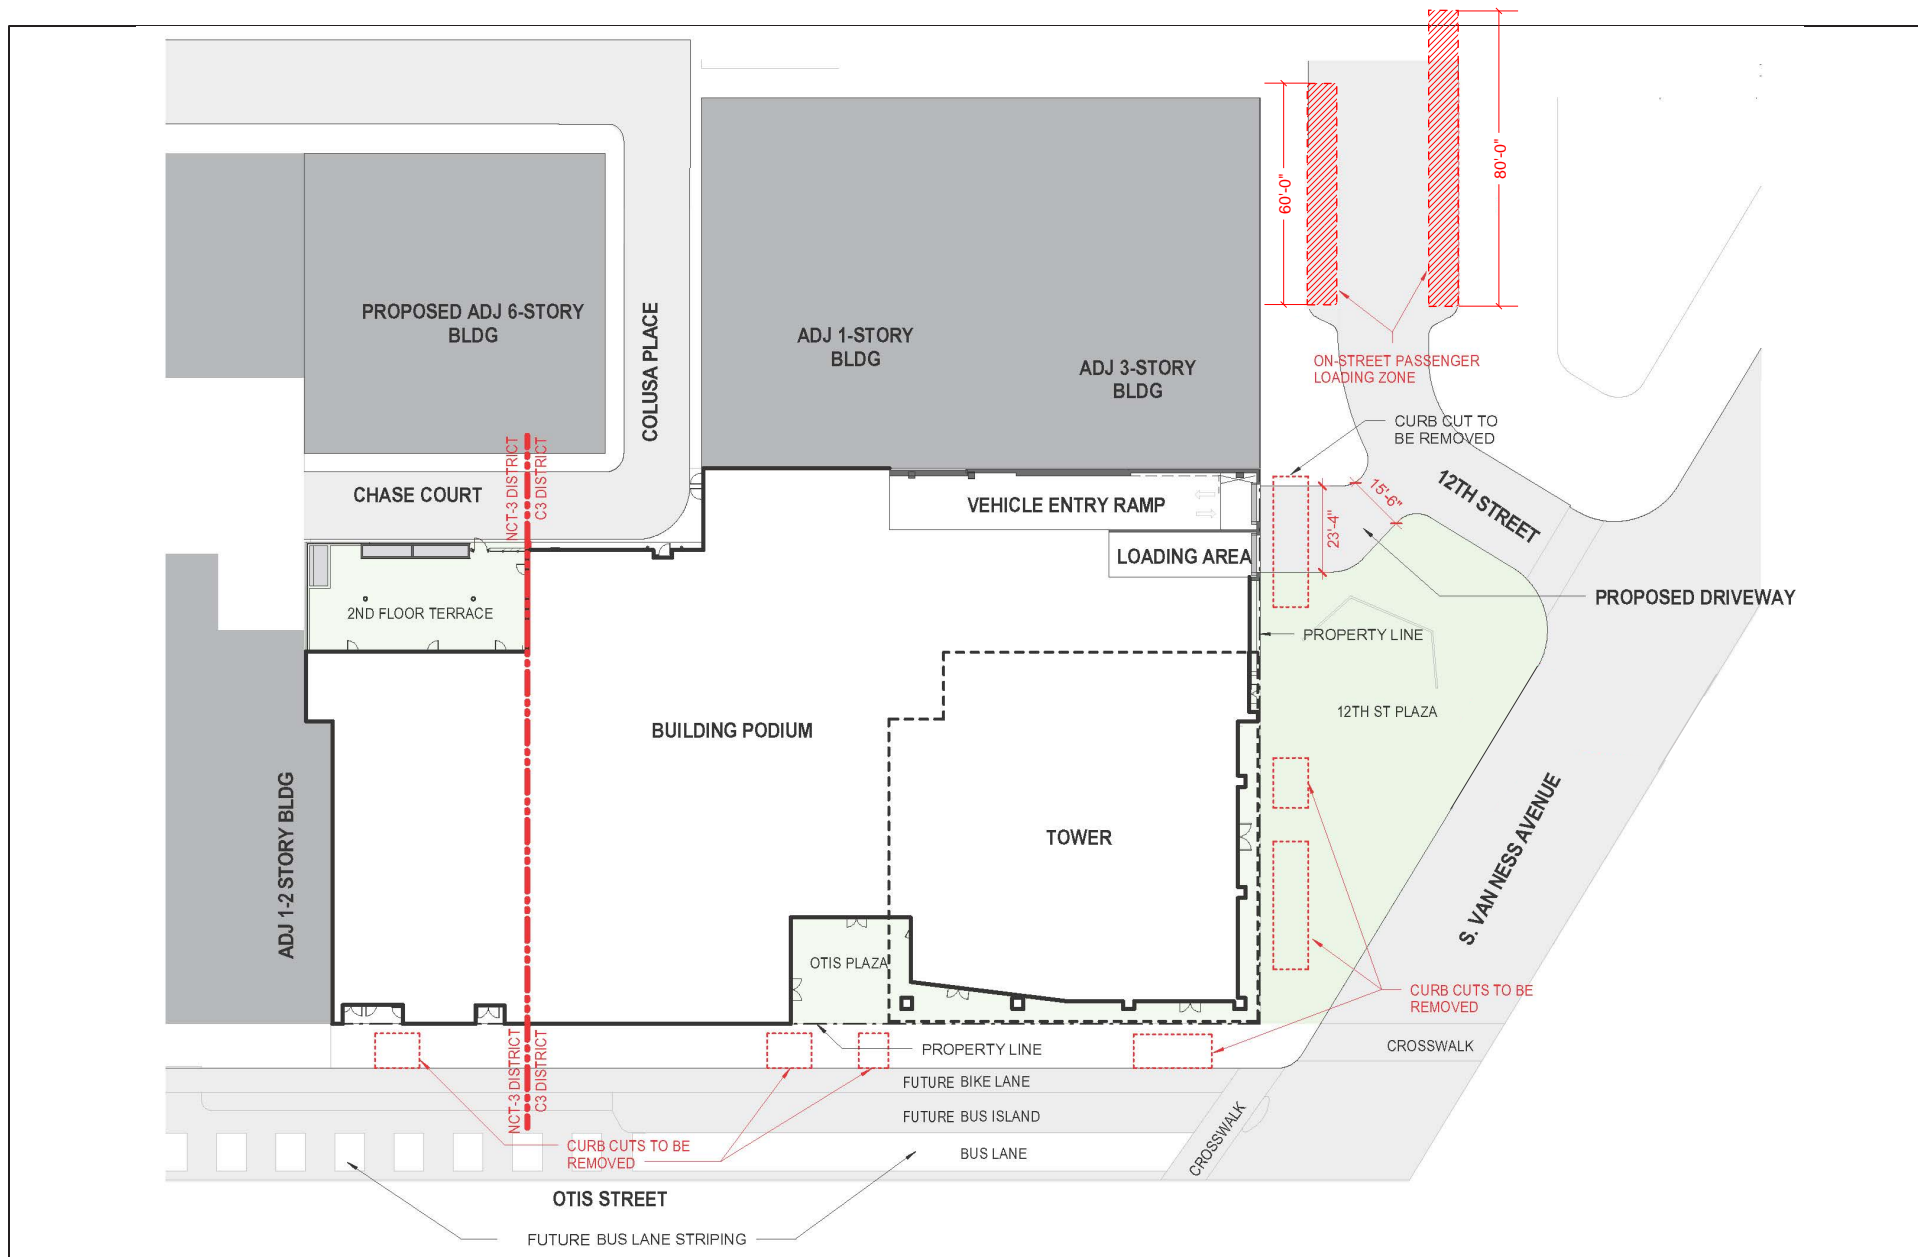 80'-0"
60'-0"
PROPOSED ADJ 6-STORY
BLDG
COLUSA PLACE
ADJ 1-STORY
BLDG
ADJ 3-STORY
BLDG
ON-STREET PASSENGER
LOADING ZONE
CURB CUT TO
BE REMOVED
NCT-3 DISTRICT
C3 DISTRICT
CHASE COURT
VEHICLE ENTRY RAMP
15'-6"
12TH STREET
23'-4"
LOADING AREA
PROPOSED DRIVEWAY
2ND FLOOR TERRACE
PROPERTY LINE
12TH ST PLAZA
BUILDING PODIUM
TOWER
ADJ 1-2 STORY BLDG
S. VAN NESS AVENUE
OTIS PLAZA
CURB CUTS TO BE
REMOVED
NCT-3 DISTRICT
C3 DISTRICT
PROPERTY LINE
CROSSWALK
FUTURE BIKE LANE
FUTURE BUS ISLAND
CROSSWALK
CURB CUTS TO BE
REMOVED
BUS LANE
OTIS STREET
FUTURE BUS LANE STRIPING